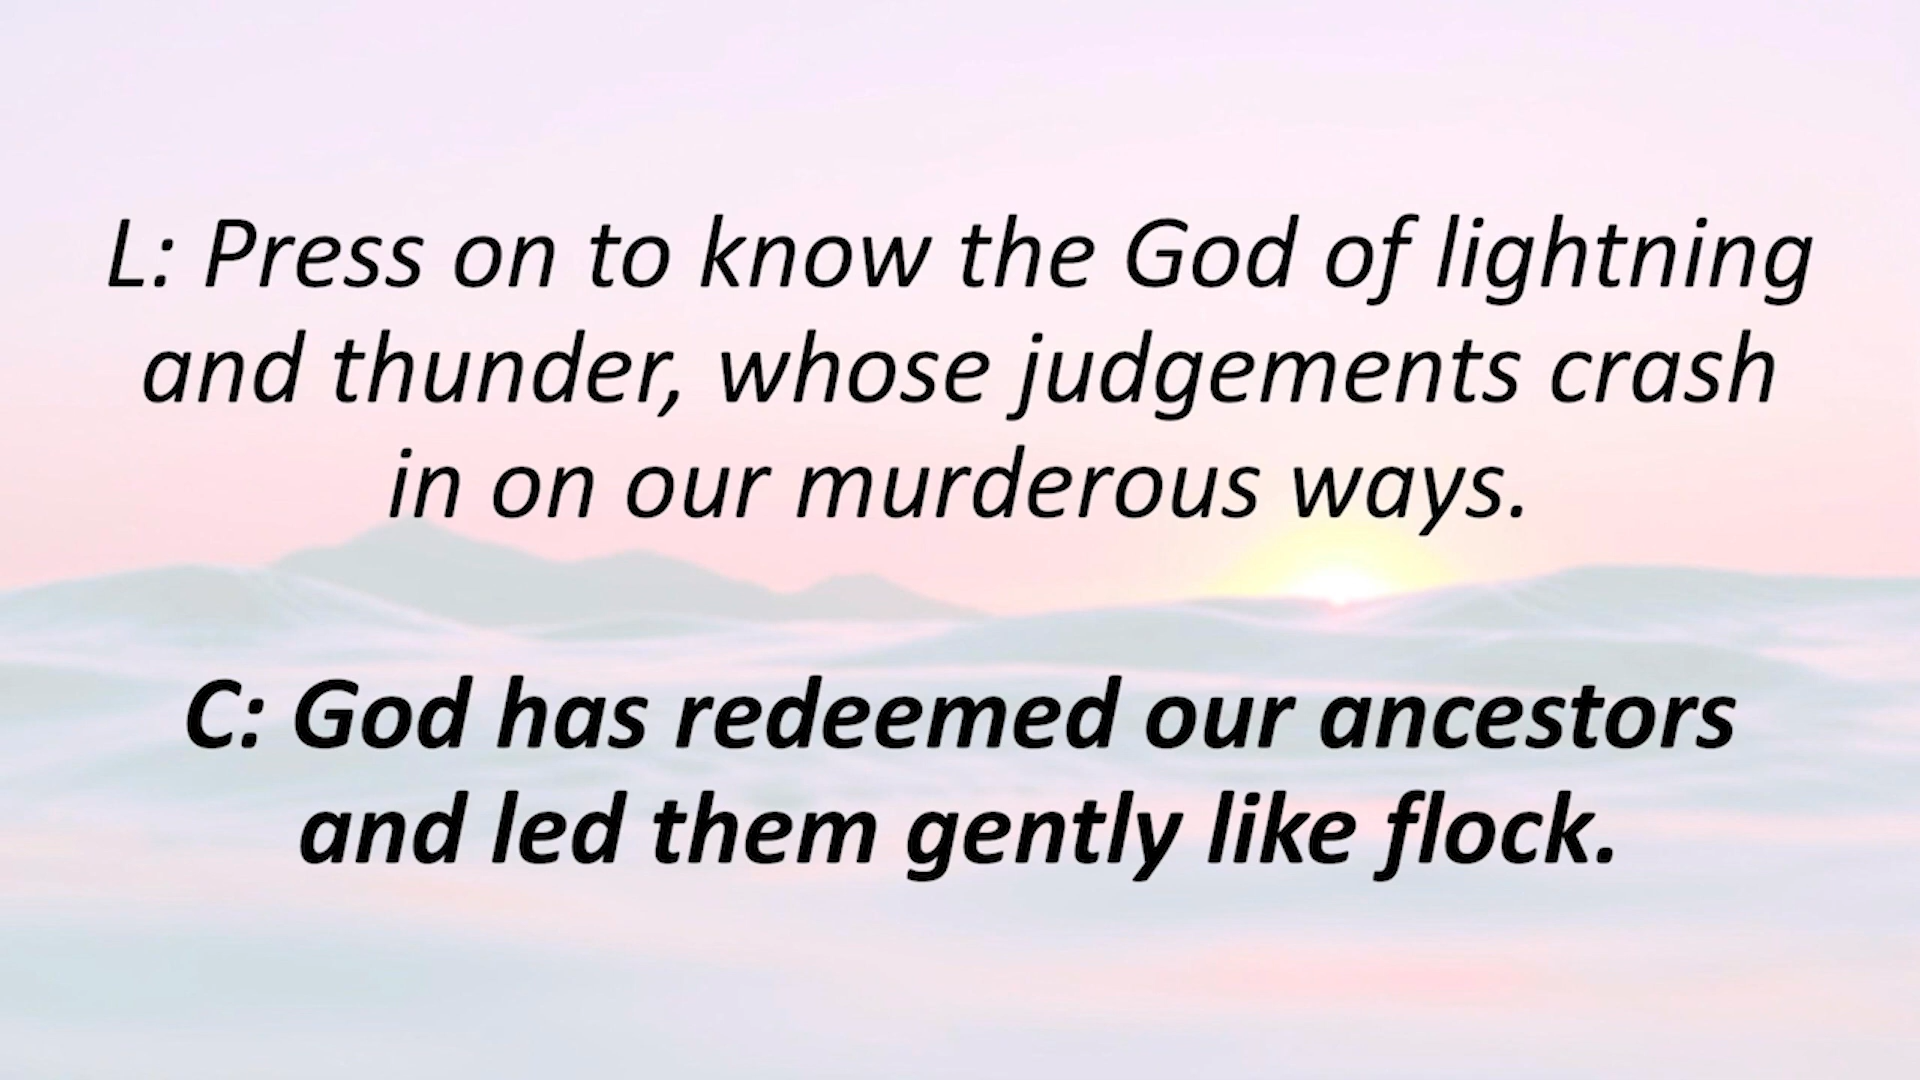 L: Press on to know the God of lightning
and thunder, whose judgements crash
in on our murderous ways.
C: God has redeemed our ancestors
and led them gently like flock.